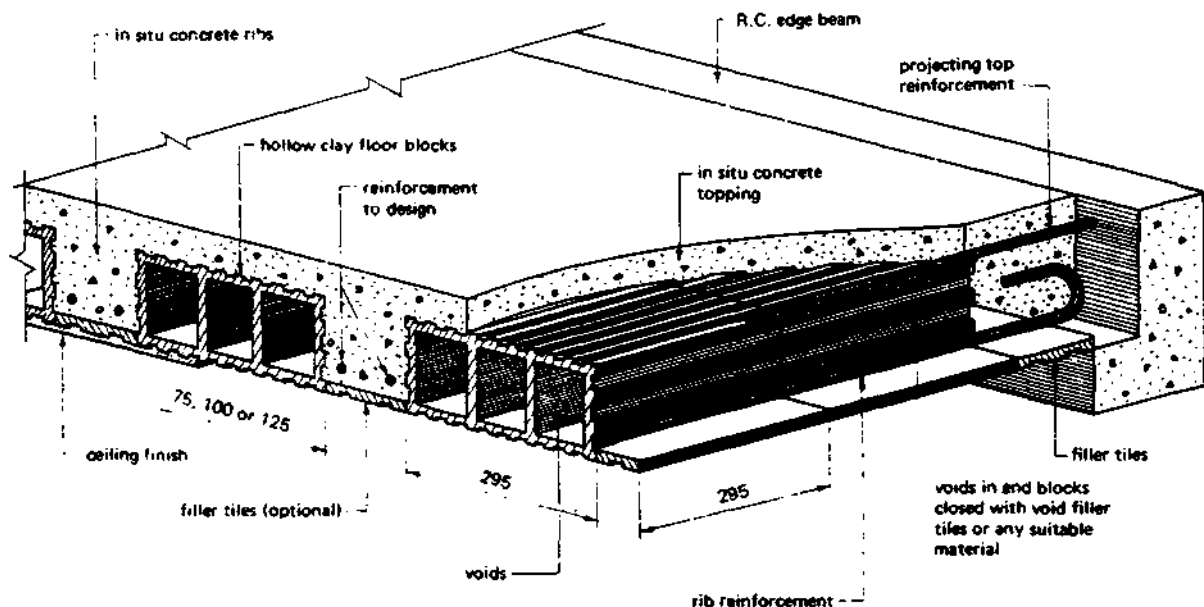 R.C. edge beam
in situ concrete ribs
projecting top
reinforcement
hollow clay floor blocks
reinforcement
to design
in situ concrete
topping
75, 100 or 125
ceiling finish
295
filler tiles (optional)
295
filler tiles
voids in end blocks
closed with void filler
tiles or any suitable
material
voids
rib reinforcement